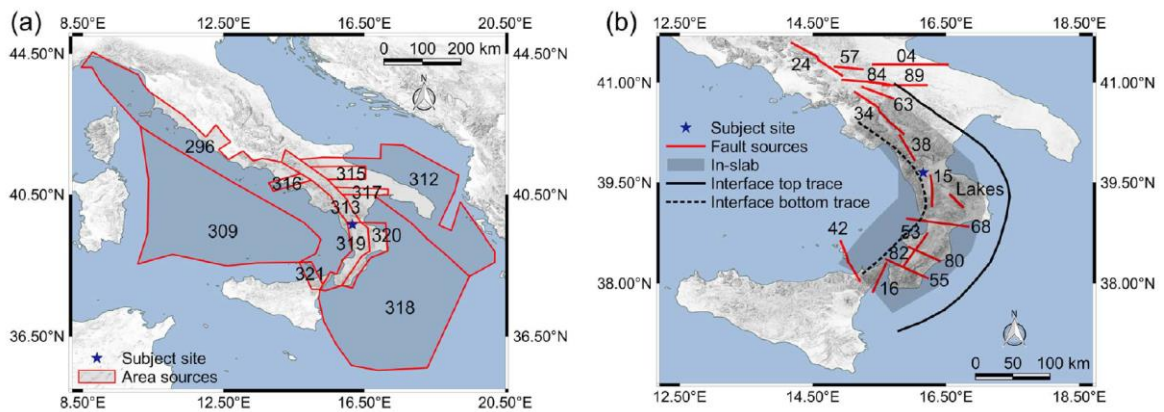 (a)
8.50°E 12.50°E 16.50°E 20.50°E
44.50°N
44.50°N
0 100 200 km
N
296
315
312
316
317
40.50°N
40.50°N
313
309
319
320
321
318
36.50°N
36.50°N
Subject site
Area sources
8.50°E 12.50°E 16.50°E 20.50°E
(b)
14.50°E 16.50°E 18.50°E
57
04
24
84
89
41.00°N
41.00°N
63
34
Subject site
38
Fault sources
In-slab
15
39.50°N
Interface top trace
Lakes
39.50°N
Interface bottom trace
42
53
68
82
80
55
38.00°N
16
38.00°N
N
0 50 100 km
12.50°E 14.50°E 16.50°E 18.50°E